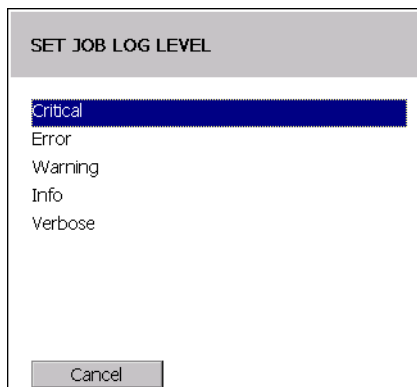 SET JOB LOG LEVEL
Critical
Error
Warning
Info
Verbose
Cancel